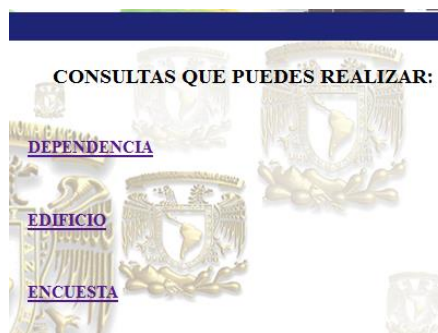 CONSULTAS QUE PUEDES REALIZAR:
DEPENDENCIA
EDIFICIO
ENCUESTA